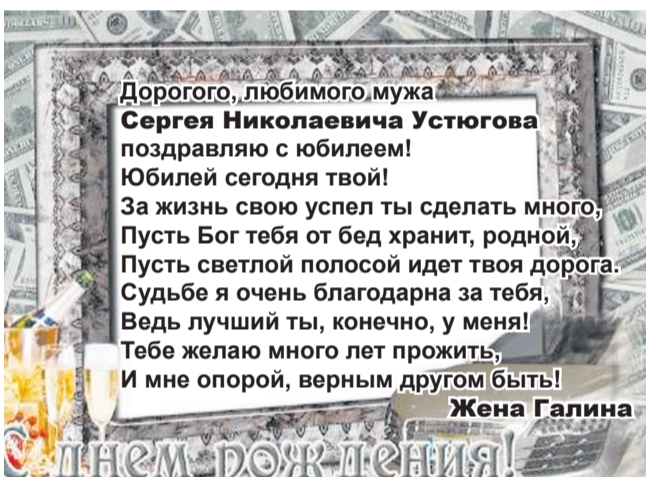 Дорогого, любимого мужа
Сергея Николаевича Устюгова
поздравляю с юбилеем!
Юбилей сегодня твой!
За жизнь свою успел ты сделать много,
Пусть Бог тебя от бед хранит, родной,
Пусть светлой полосой идет твоя дорога.
Судьбе я очень благодарна за тебя,
Ведь лучший ты, конечно, у меня!
Тебе желаю много лет прожить,
И мне опорой, верным другом быть!
Жена Галина
С днем рождения!